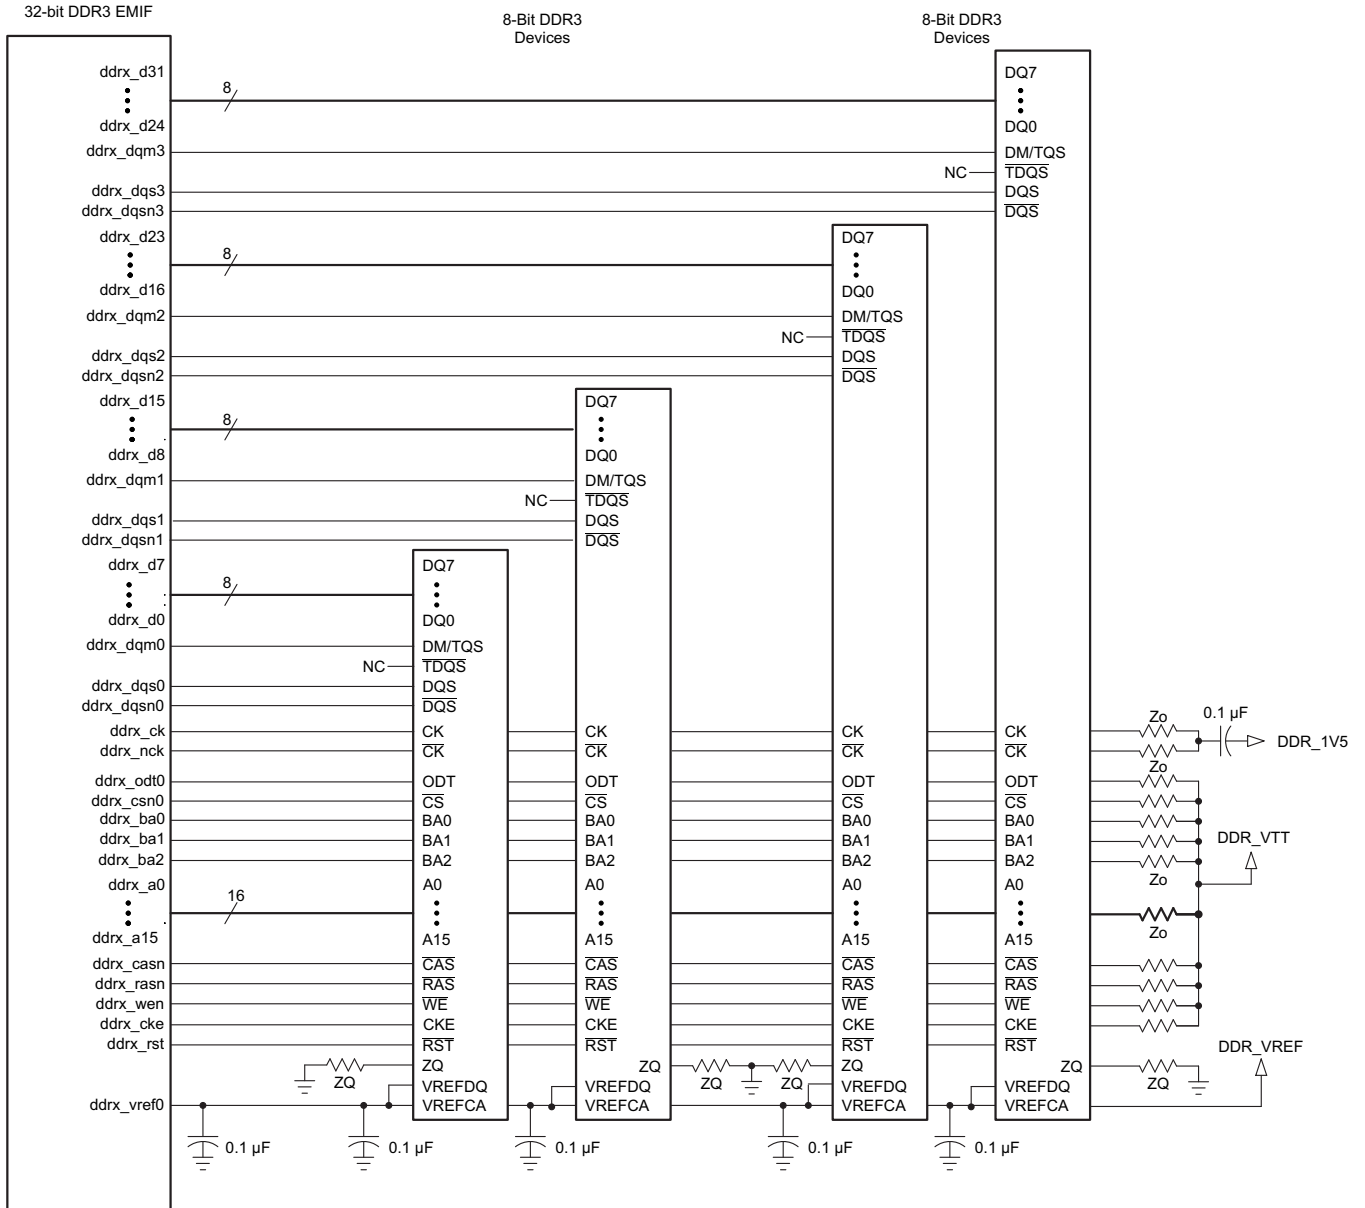 32-bit DDR3 EMIF
8-Bit DDR3
Devices
8-Bit DDR3
Devices
ddrx_d31
8
DQ7
ddrx_d24
DQ0
ddrx_dqm3
DM/TQS
NC
TDQS
ddrx_dqs3
DQS
ddrx_dqsn3
DQS
ddrx_d23
8
DQ7
ddrx_d16
DQ0
ddrx_dqm2
DM/TQS
NC
TDQS
ddrx_dqs2
DQS
ddrx_dqsn2
DQS
ddrx_d15
8
DQ7
ddrx_d8
DQ0
ddrx_dqm1
DM/TQS
NC
TDQS
ddrx_dqs1
DQS
ddrx_dqsn1
DQS
ddrx_d7
8
DQ7
ddrx_d0
DQ0
ddrx_dqm0
DM/TQS
NC
TDQS
ddrx_dqs0
DQS
ddrx_dqsn0
DQS
ddrx_ck CK CK CK CK Zo 0.1 µF
DDR_1V5
ddrx_nck CK CK CK CK Zo
ddrx_odt0 ODT ODT ODT ODT
ddrx_csn0 CS CS CS CS
ddrx_ba0 BA0 BA0 BA0 BA0
ddrx_ba1 BA1 BA1 BA1 BA1 DDR_VTT
ddrx_ba2 BA2 BA2 BA2 BA2
ddrx_a0 A0 A0 A0 A0 Zo
16
Zo
ddrx_a15 A15 A15 A15 A15
ddrx_casn CAS CAS CAS CAS
ddrx_rasn RAS RAS RAS RAS
ddrx_wen WE WE WE WE
ddrx_cke CKE CKE CKE CKE
ddrx_rst RST RST RST RST DDR_VREF
ZQ ZQ ZQ ZQ
ZQ ZQ ZQ ZQ
VREFDQ VREFDQ VREFDQ VREFDQ
ddrx_vref0 VREFCA VREFCA VREFCA VREFCA
0.1 µF 0.1 µF 0.1 µF 0.1 µF 0.1 µF